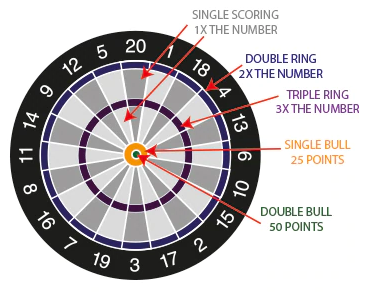 SINGLE SCORING
1X THE NUMBER
DOUBLE RING
2X THE NUMBER
TRIPLE RING
3X THE NUMBER
SINGLE BULL
25 POINTS
DOUBLE BULL
50 POINTS
20
1
18
4
13
6
10
15
2
17
3
19
7
16
8
11
14
9
12
5